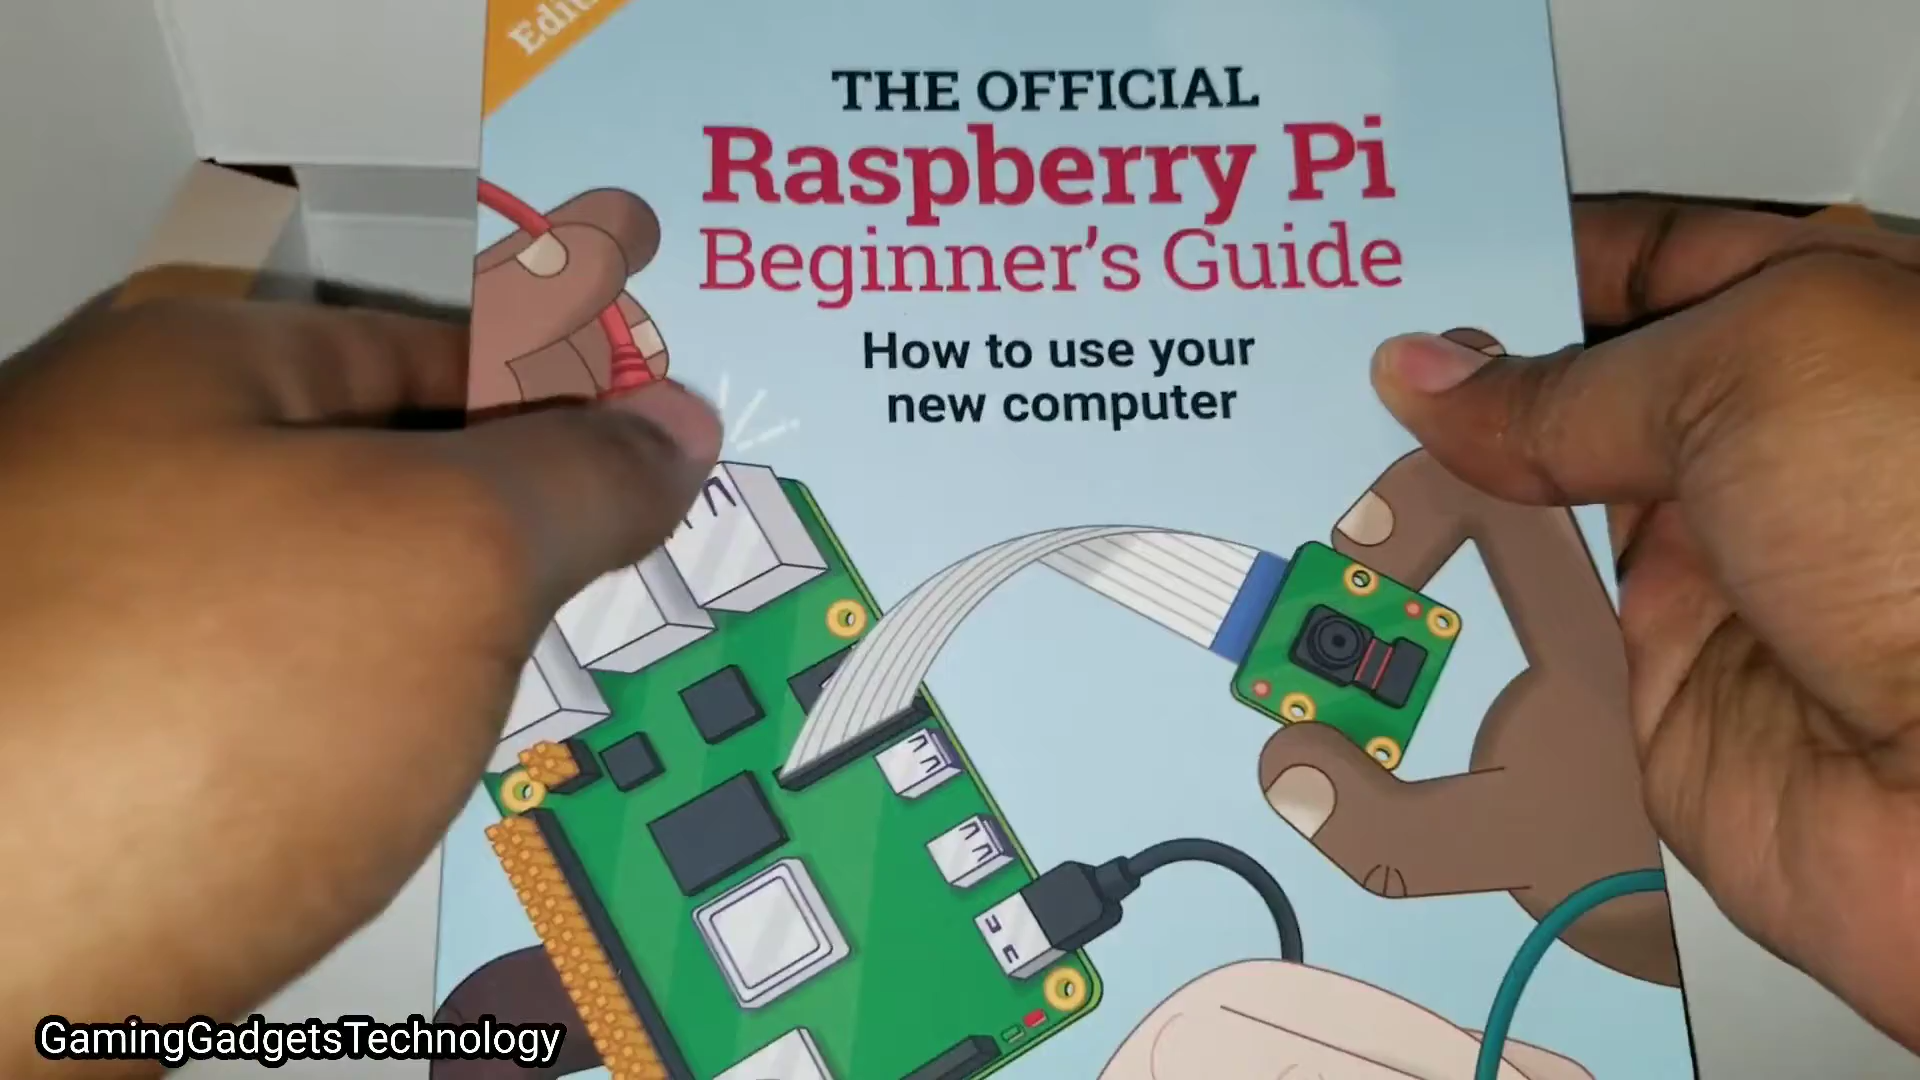 THE OFFICIAL
Raspberry Pi
Beginner's Guide
How to use your
new computer
GamingGadgetsTechnology